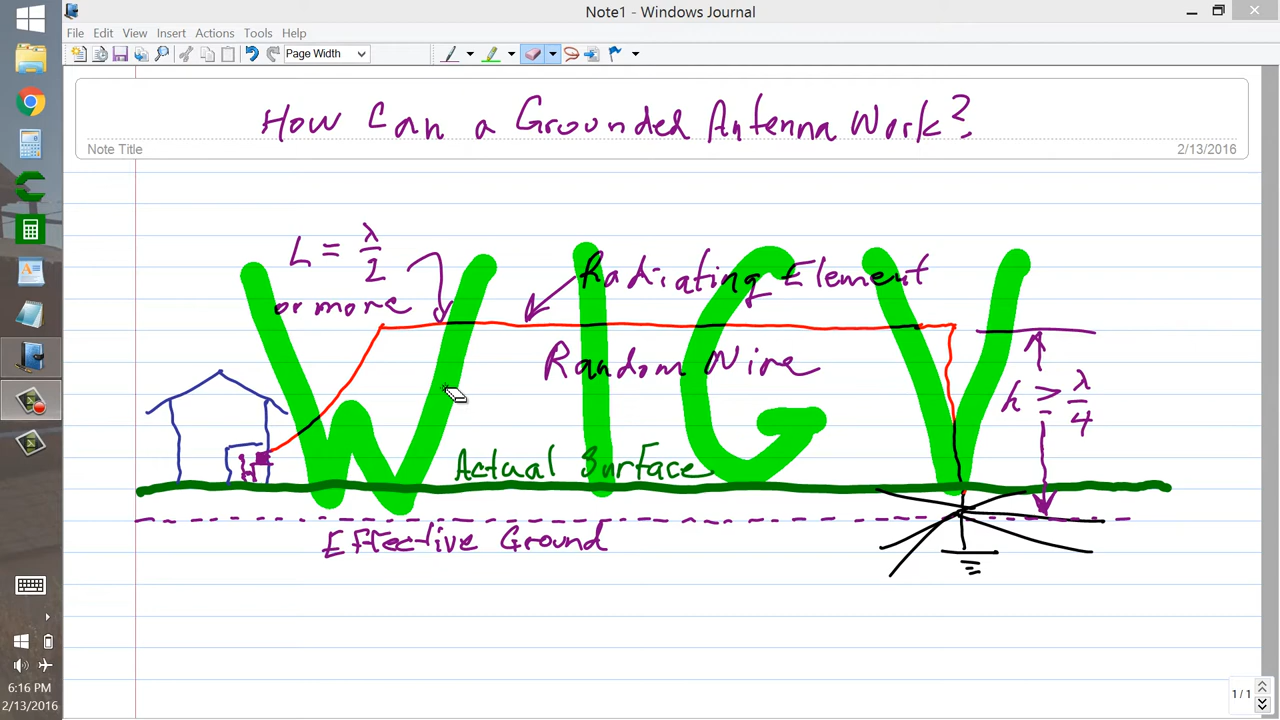 Note1 - Windows Journal
File Edit View Insert Actions Tools Help
Page Width
How Can a Grounded Antenna Work?
Note Title
2/13/2016
L = λ/2
or more
Radiating Element
Random Wire
h ≥ λ/4
W1GV
Actual Surface
Effective Ground
1 / 1
6:16 PM
2/13/2016